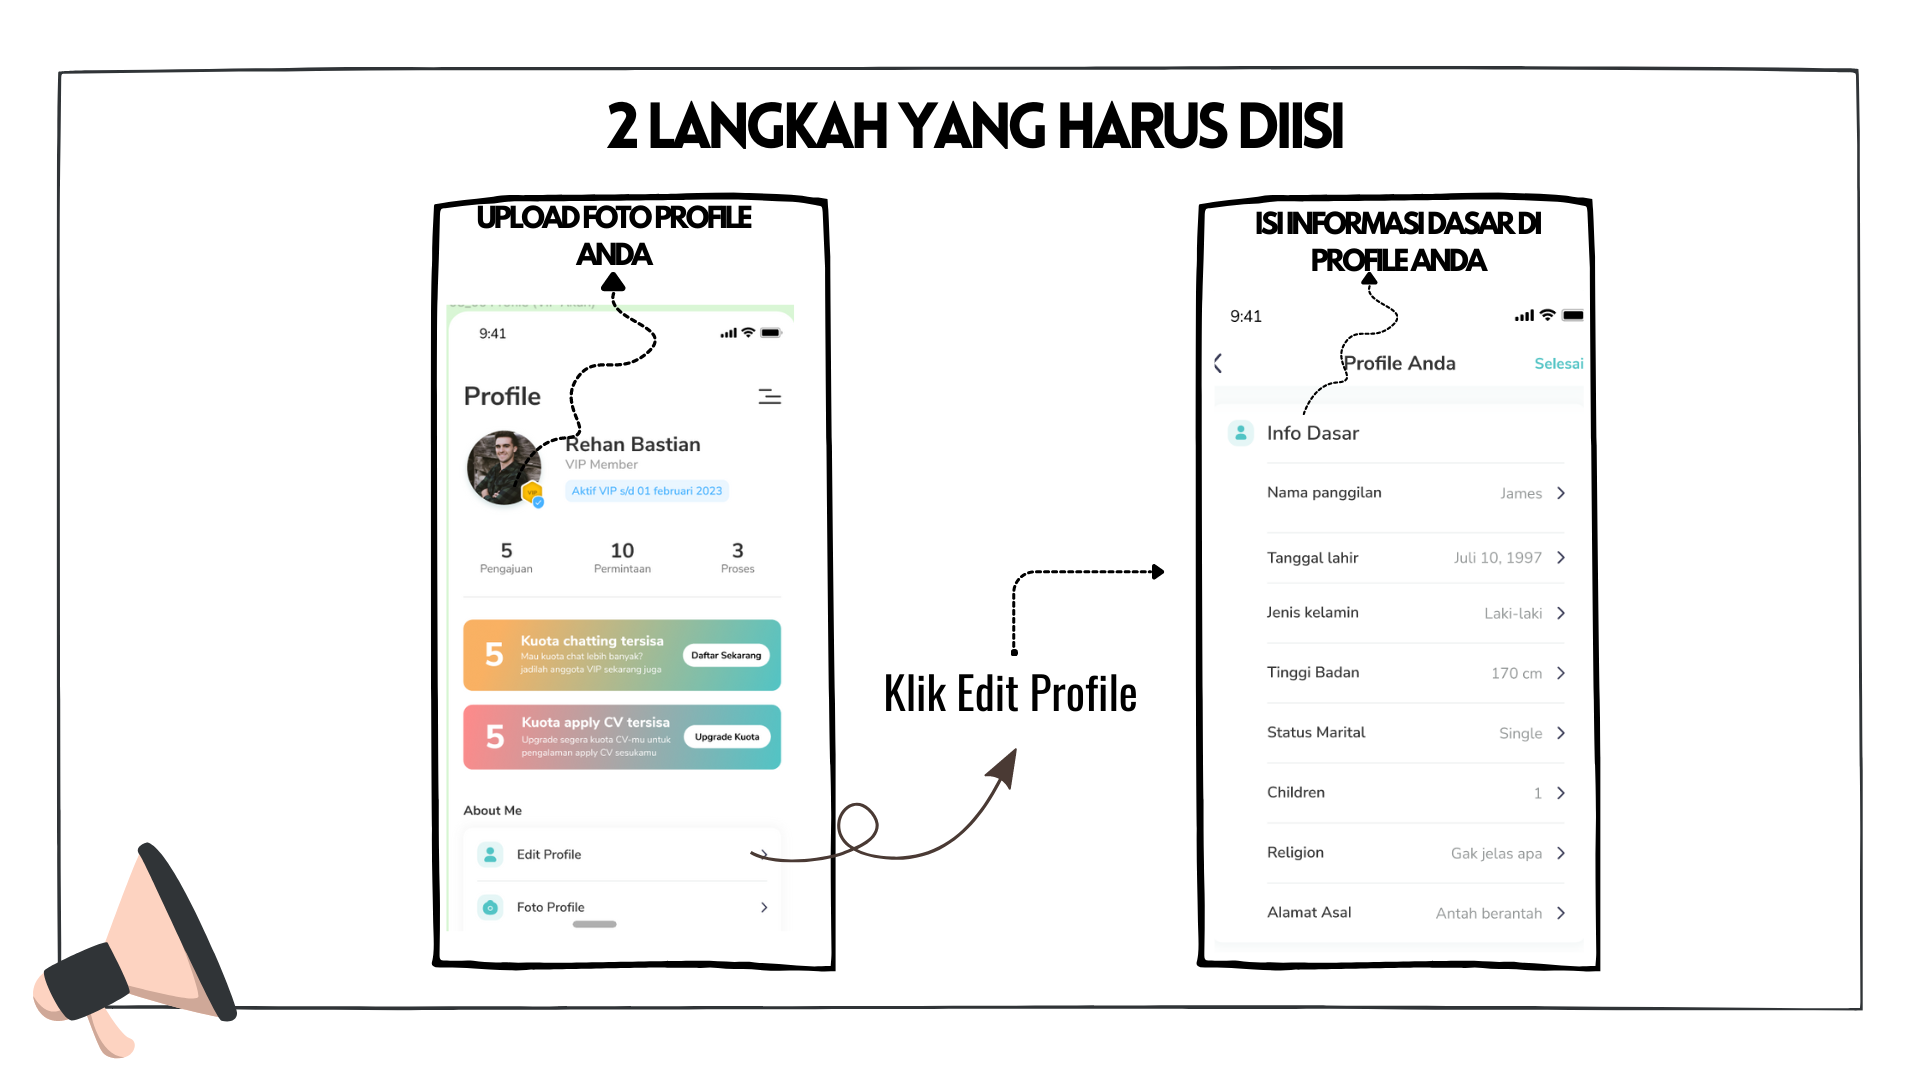 2 LANGKAH YANG HARUS DIISI
UPLOAD FOTO PROFILE
ANDA
9:41
Profile
Rehan Bastian
VIP Member
Aktif VIP s/d 01 februari 2023
VIP
5
Pengajuan
10
Permintaan
3
Proses
5
Kuota chatting tersisa
Mau kuota chat lebih banyak?
jadilah anggota VIP sekarang juga
Daftar Sekarang
5
Kuota apply CV tersisa
Upgrade segera kuota CV-mu untuk
pengalaman apply CV sesukamu
Upgrade Kuota
About Me
Edit Profile
Foto Profile
Klik Edit Profile
ISI INFORMASI DASAR DI
PROFILE ANDA
9:41
Profile Anda
Selesai
Info Dasar
Nama panggilan James
Tanggal lahir Juli 10, 1997
Jenis kelamin Laki-laki
Tinggi Badan 170 cm
Status Marital Single
Children 1
Religion Gak jelas apa
Alamat Asal Antah berantah